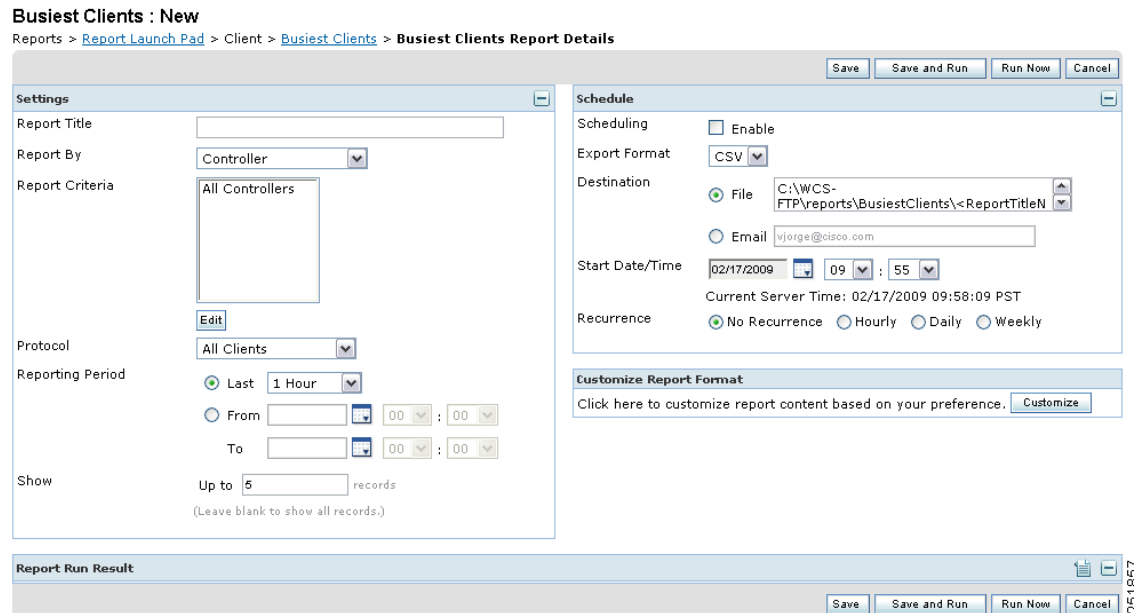 Busiest Clients : New
Reports > Report Launch Pad > Client > Busiest Clients > Busiest Clients Report Details
Save Save and Run Run Now Cancel
Settings
Report Title
Report By Controller
Report Criteria All Controllers
Edit
Protocol All Clients
Reporting Period Last 1 Hour
From 00 : 00
To 00 : 00
Show Up to 5 records
(Leave blank to show all records.)
Schedule
Scheduling Enable
Export Format CSV
Destination File C:\WCS-
FTP\reports\BusiestClients\<ReportTitleN
Email vjorge@cisco.com
Start Date/Time 02/17/2009 09 : 55
Current Server Time: 02/17/2009 09:58:09 PST
Recurrence No Recurrence Hourly Daily Weekly
Customize Report Format
Click here to customize report content based on your preference. Customize
Report Run Result
Save Save and Run Run Now Cancel
251857